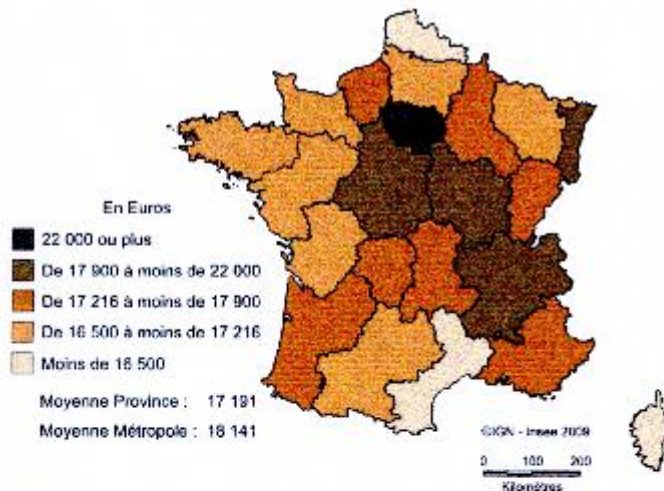 En Euros
22 000 ou plus
De 17 900 à moins de 22 000
De 17 216 à moins de 17 900
De 16 500 à moins de 17 216
Moins de 16 500
Moyenne Province : 17 191
Moyenne Métropole : 18 141
©IGN - Insee 2009
0 100 200
Kilomètres